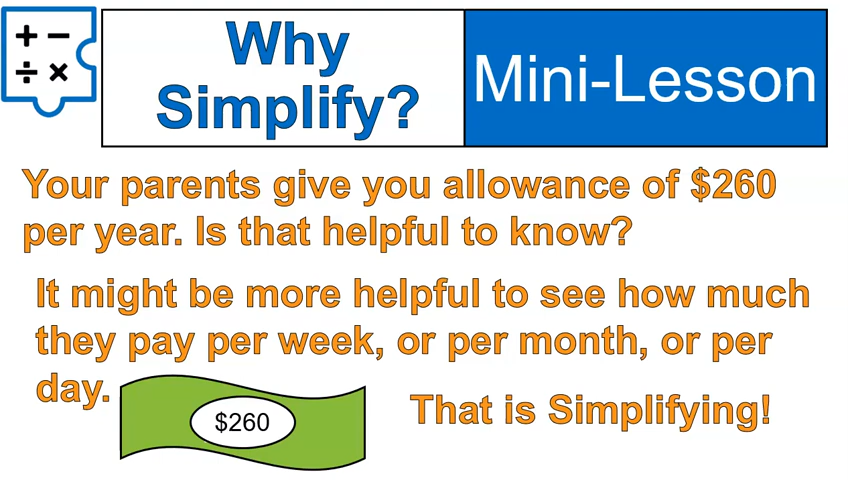 + −
÷ ×
Why
Simplify?
Mini-Lesson
Your parents give you allowance of $260
per year. Is that helpful to know?
It might be more helpful to see how much
they pay per week, or per month, or per
day.
$260
That is Simplifying!